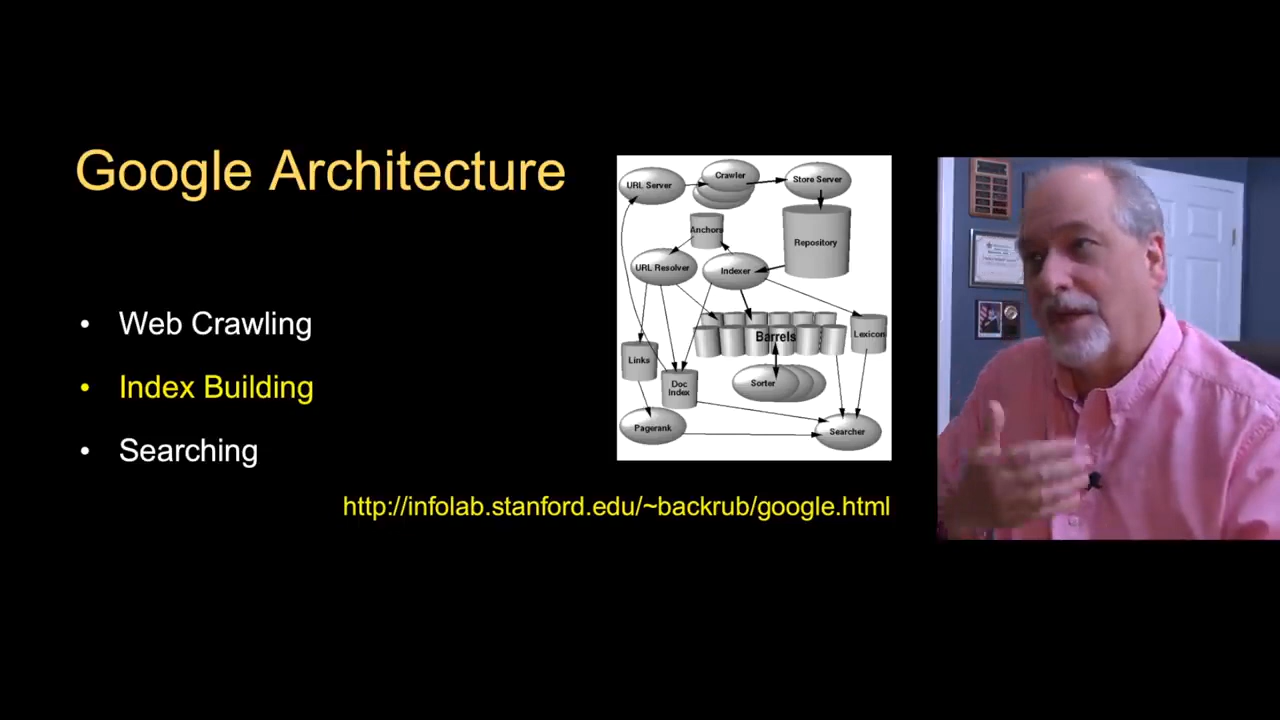 Google Architecture
• Web Crawling
• Index Building
• Searching
URL Server
Crawler
Store Server
Anchors
Repository
URL Resolver
Indexer
Barrels
Lexicon
Links
Doc
Index
Sorter
Pagerank
Searcher
http://infolab.stanford.edu/~backrub/google.html